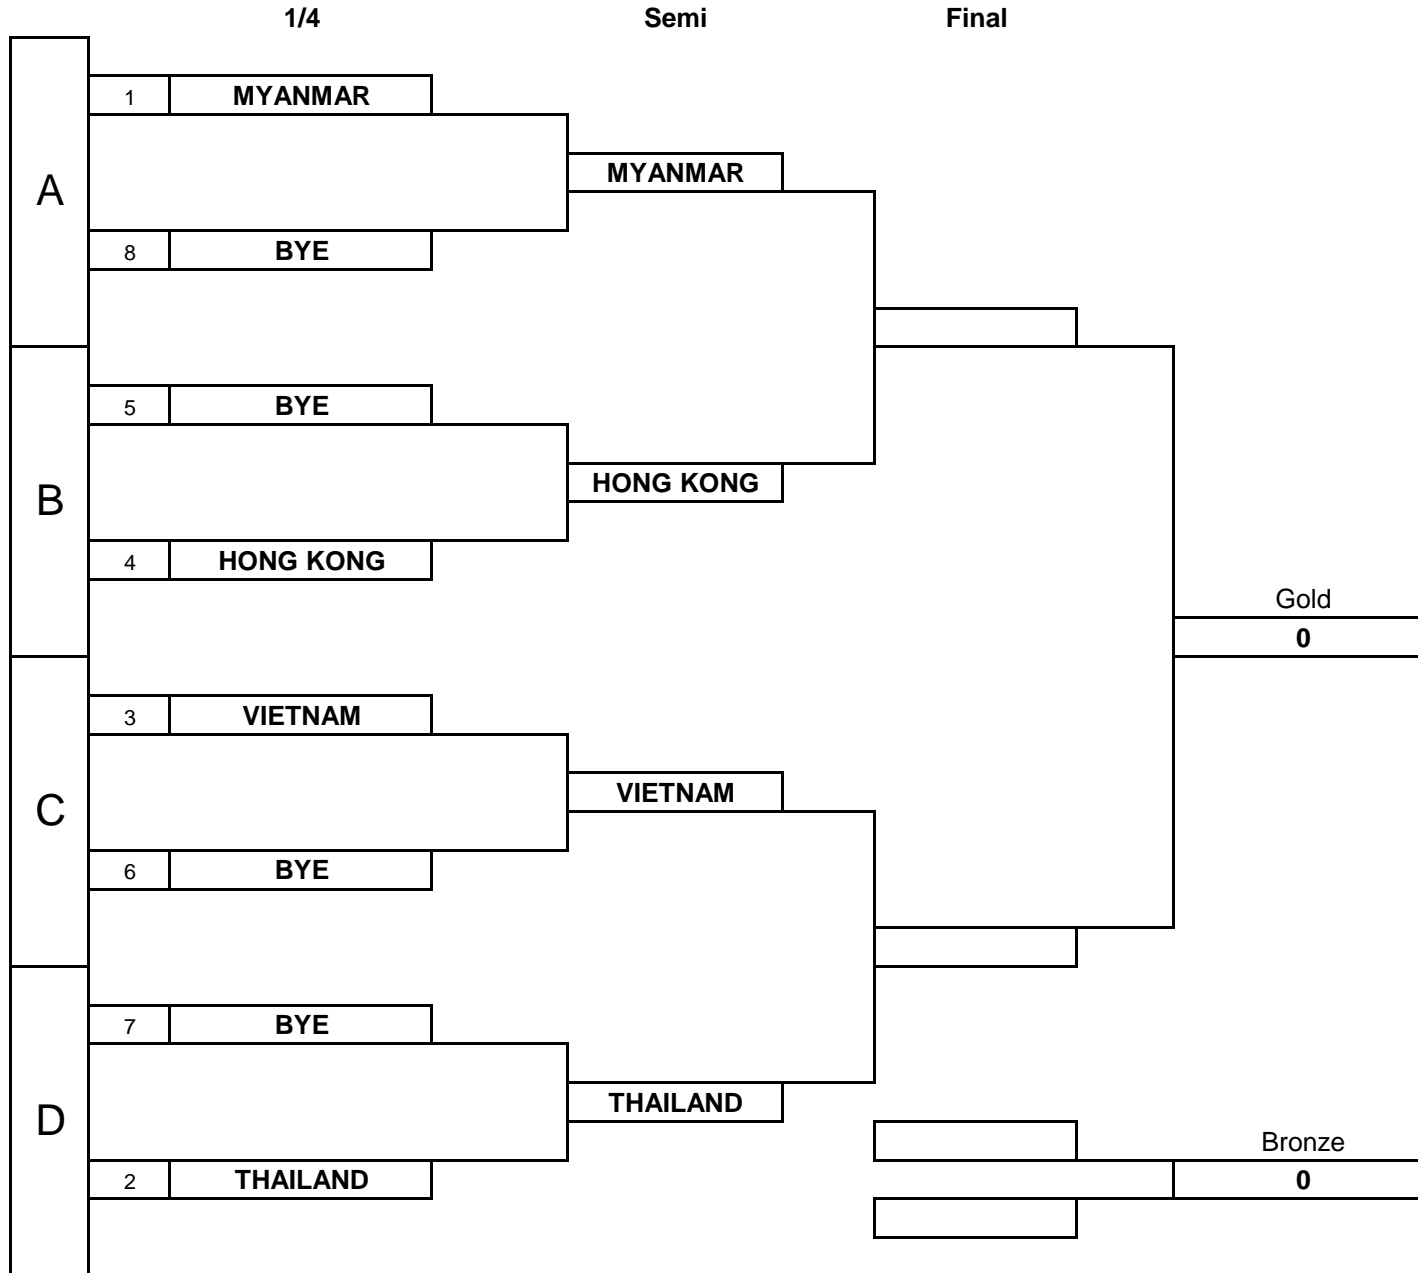 1/4 Semi Final
1 MYANMAR
MYANMAR
A
8 BYE
5 BYE
HONG KONG
B
4 HONG KONG
Gold
0
3 VIETNAM
VIETNAM
C
6 BYE
7 BYE
THAILAND
D
Bronze
2 THAILAND 0